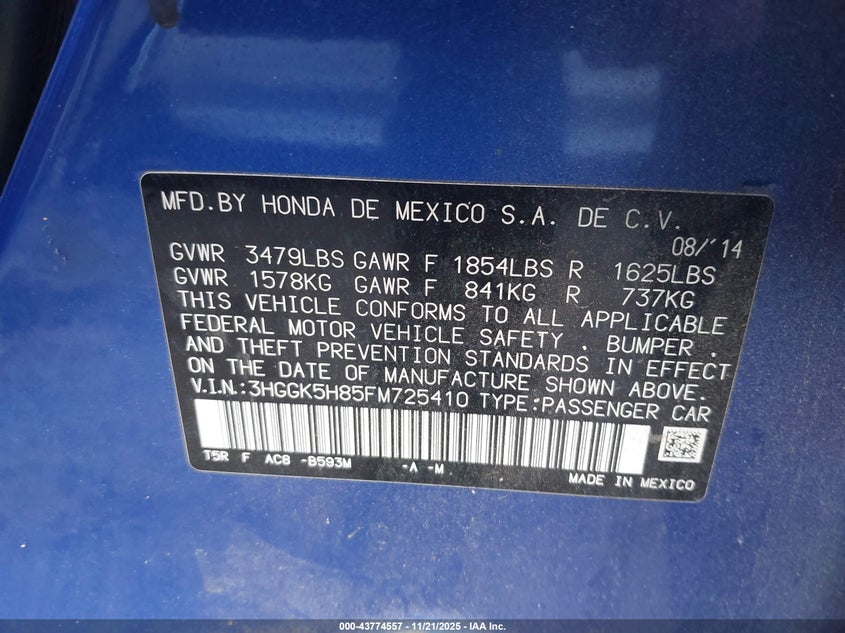 MFD.BY HONDA DE MEXICO S.A. DE C.V.
08/'14
GVWR 3479LBS GAWR F 1854LBS R 1625LBS
GVWR 1578KG GAWR F 841KG R 737KG
THIS VEHICLE CONFORMS TO ALL APPLICABLE
FEDERAL MOTOR VEHICLE SAFETY , BUMPER ,
AND THEFT PREVENTION STANDARDS IN EFFECT
ON THE DATE OF MANUFACTURE SHOWN ABOVE.
V.I.N.:3HGGK5H85FM725410 TYPE:PASSENGER CAR
T5R F AC8 -B593M -A -M
MADE IN MEXICO
000-43774557 - 11/21/2025 - IAA Inc.